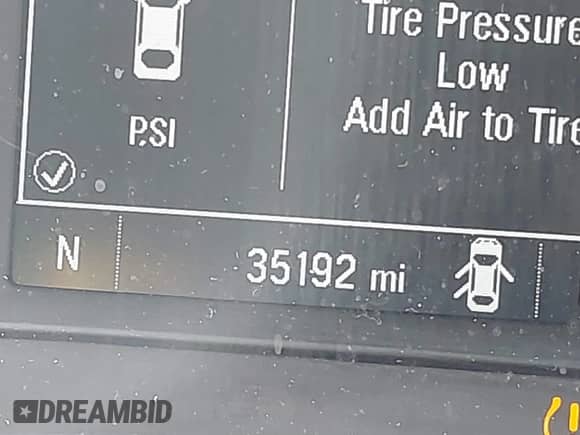 Tire Pressure
Low
Add Air to Tire
PSI
N
35192 mi
DREAMBID